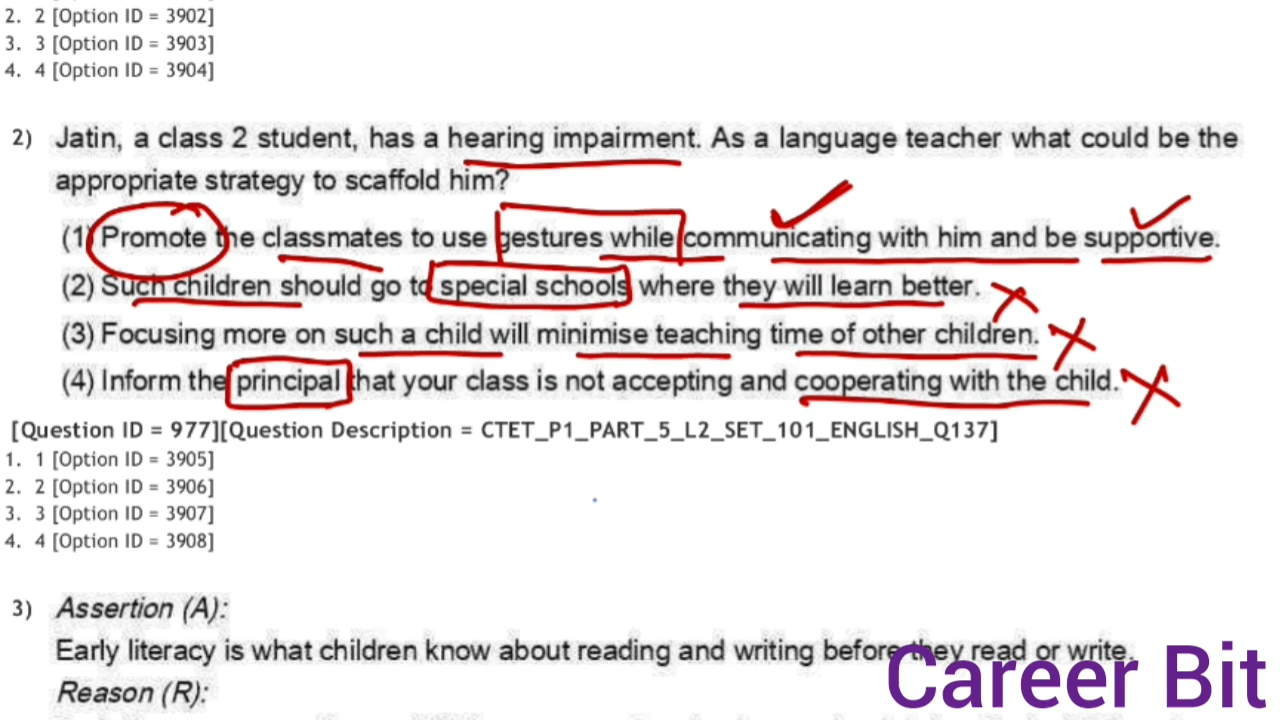 2. 2 [Option ID = 3902]
3. 3 [Option ID = 3903]
4. 4 [Option ID = 3904]
2) Jatin, a class 2 student, has a hearing impairment. As a language teacher what could be the
appropriate strategy to scaffold him?
(1) Promote the classmates to use gestures while communicating with him and be supportive.
(2) Such children should go to special schools where they will learn better.
(3) Focusing more on such a child will minimise teaching time of other children.
(4) Inform the principal that your class is not accepting and cooperating with the child.
[Question ID = 977][Question Description = CTET_P1_PART_5_L2_SET_101_ENGLISH_Q137]
1. 1 [Option ID = 3905]
2. 2 [Option ID = 3906]
3. 3 [Option ID = 3907]
4. 4 [Option ID = 3908]
3) Assertion (A):
Early literacy is what children know about reading and writing before they read or write.
Reason (R):
Career Bit